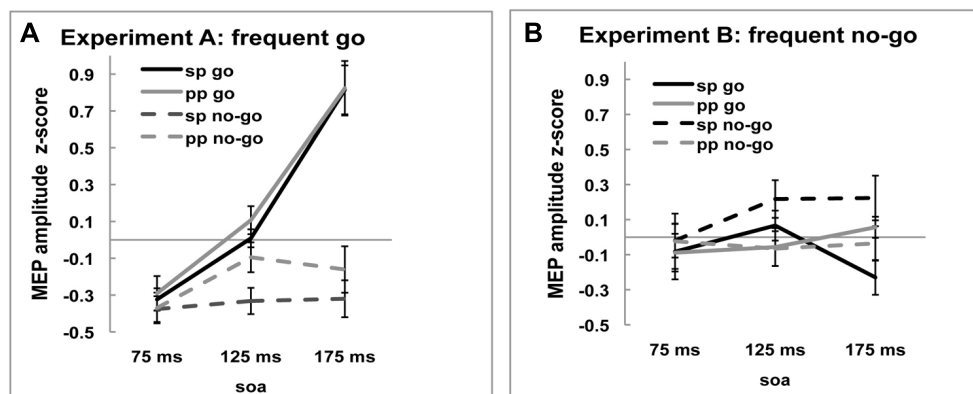 A Experiment A: frequent go
sp go
pp go
sp no-go
pp no-go
MEP amplitude z-score
0.9
0.7
0.5
0.3
0.1
-0.1
-0.3
-0.5
75 ms 125 ms 175 ms
soa
B Experiment B: frequent no-go
sp go
pp go
sp no-go
pp no-go
MEP amplitude z-score
0.9
0.7
0.5
0.3
0.1
-0.1
-0.3
-0.5
75 ms 125 ms 175 ms
soa